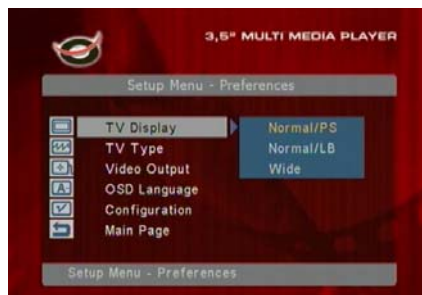 3,5" MULTI MEDIA PLAYER
Setup Menu - Preferences
TV Display
Normal/PS
TV Type
Normal/LB
Video Output
Wide
OSD Language
Configuration
Main Page
Setup Menu - Preferences